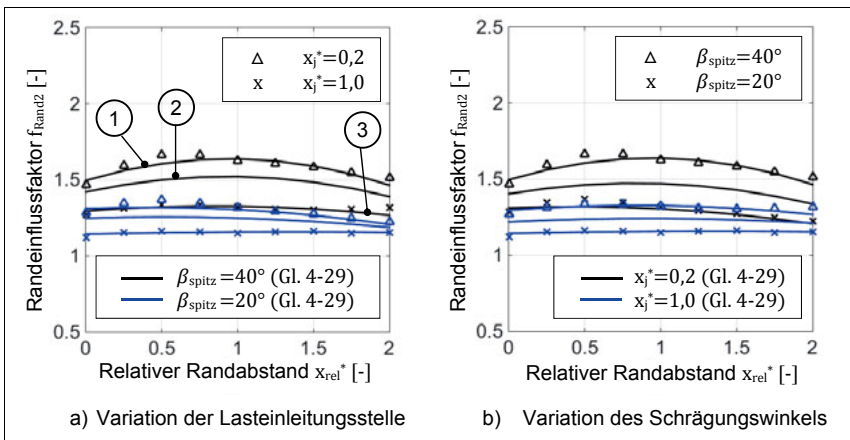 2.5
2
1.5
1
0.5
0
0.5
1
1.5
2
Randeinflussfaktor f_Rand2 [-]
Relativer Randabstand x_rel* [-]
△ x_j*=0,2
x x_j*=1,0
1
2
3
β_spitz=40° (Gl. 4-29)
β_spitz=20° (Gl. 4-29)
a) Variation der Lasteinleitungsstelle
2.5
2
1.5
1
0.5
0
0.5
1
1.5
2
Randeinflussfaktor f_Rand2 [-]
Relativer Randabstand x_rel* [-]
△ β_spitz=40°
x β_spitz=20°
x_j*=0,2 (Gl. 4-29)
x_j*=1,0 (Gl. 4-29)
b) Variation des Schrägungswinkels